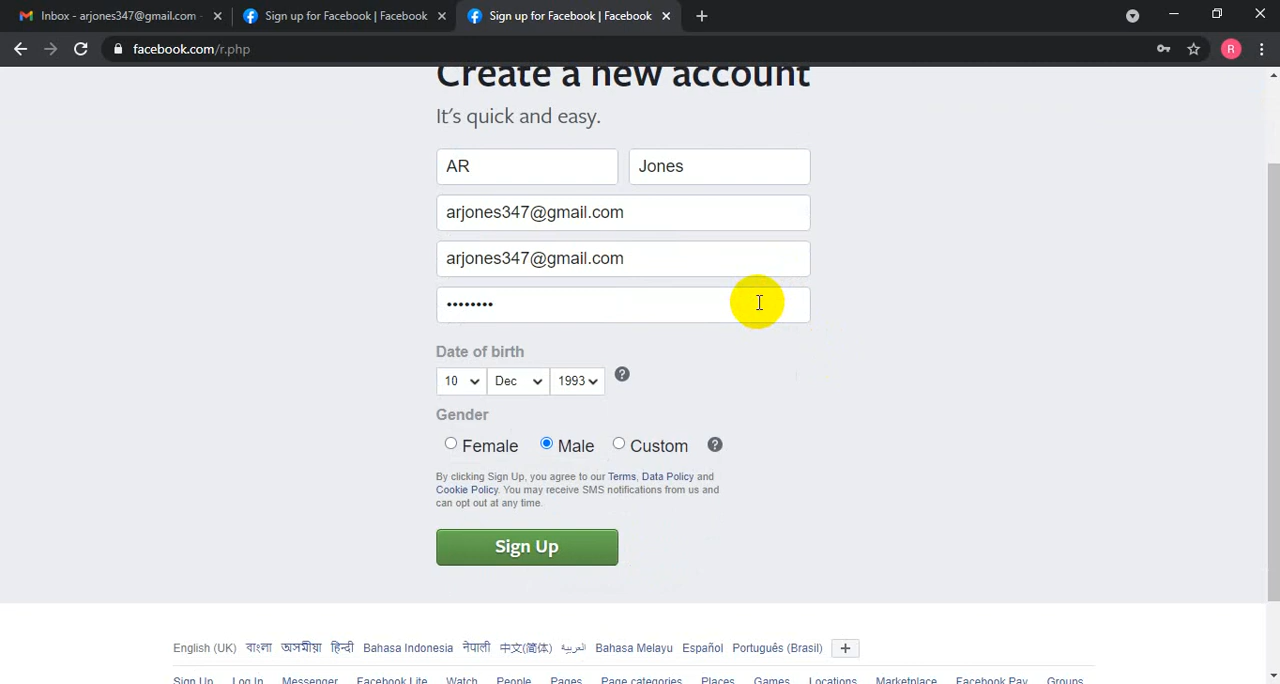 Inbox - arjones347@gmail.com -
Sign up for Facebook | Facebook
Sign up for Facebook | Facebook
facebook.com/r.php
R
Create a new account
It's quick and easy.
AR
Jones
arjones347@gmail.com
arjones347@gmail.com
••••••••
Date of birth
10 Dec 1993
Gender
Female Male Custom
By clicking Sign Up, you agree to our Terms, Data Policy and
Cookie Policy. You may receive SMS notifications from us and
can opt out at any time.
Sign Up
English (UK) বাংলা অসমীয়া हिन्दी Bahasa Indonesia नेपाली 中文(简体) العربية Bahasa Melayu Español Português (Brasil)
Sign Up Log In Messenger Facebook Lite Watch People Pages Page categories Places Games Locations Marketplace Facebook Pay Groups